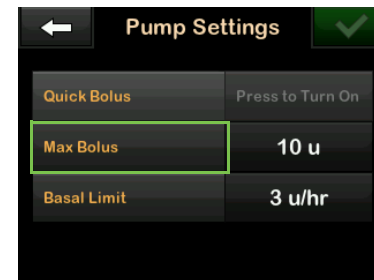 Pump Settings
Quick Bolus Press to Turn On
Max Bolus 10 u
Basal Limit 3 u/hr